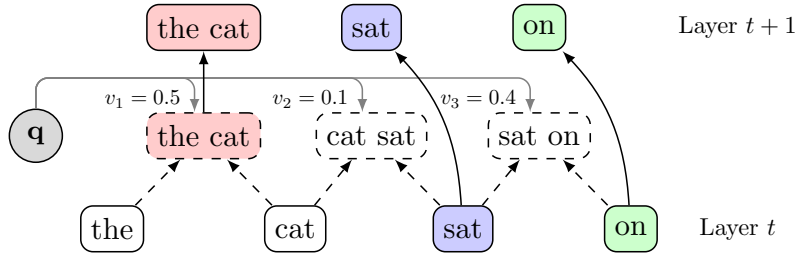 the cat sat on Layer t + 1
v₁ = 0.5 v₂ = 0.1 v₃ = 0.4
q the cat cat sat sat on
the cat sat on Layer t